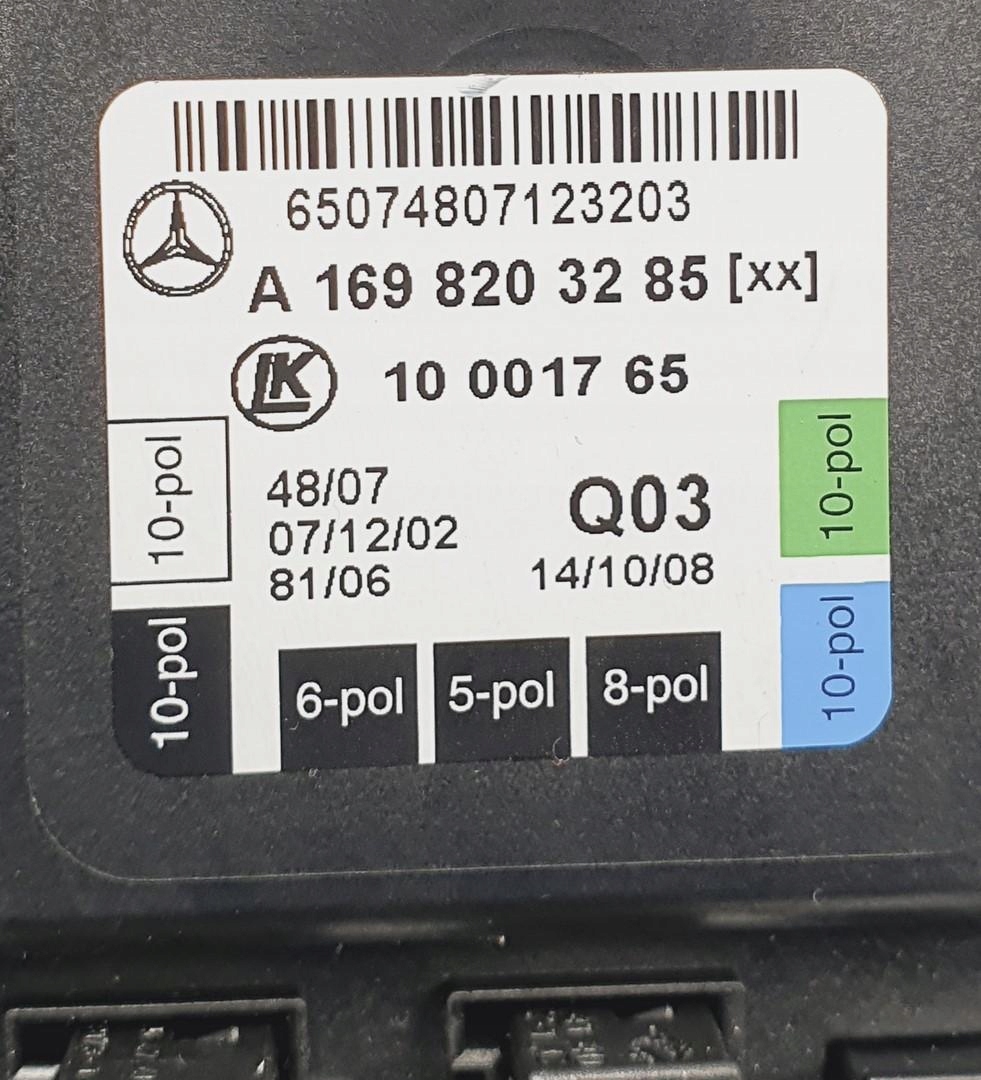 65074807123203
A 169 820 32 85 [xx]
LK
10 0017 65
10-pol
10-pol
48/07
07/12/02
81/06
Q03
14/10/08
10-pol
10-pol
6-pol
5-pol
8-pol